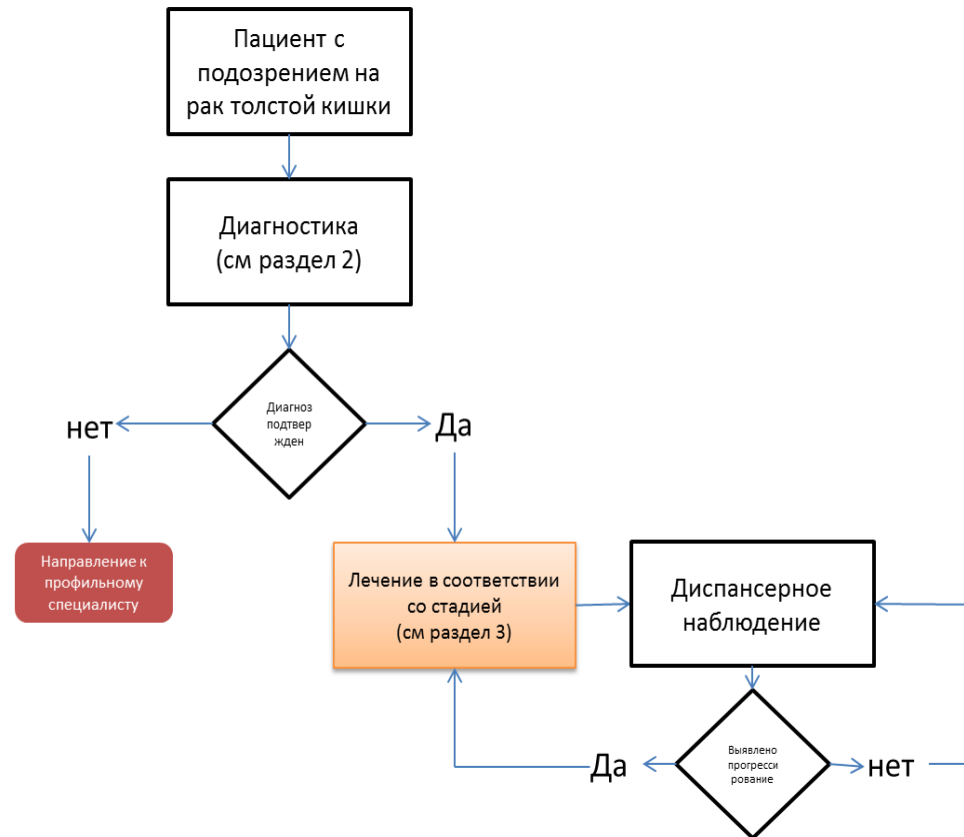 Пациент с
подозрением на
рак толстой кишки
Диагностика
(см раздел 2)
Диагноз
подтвер
жден
нет
Да
Направление к
профильному
специалисту
Лечение в соответствии
со стадией
(см раздел 3)
Диспансерное
наблюдение
Выявлено
прогресси
рование
Да
нет